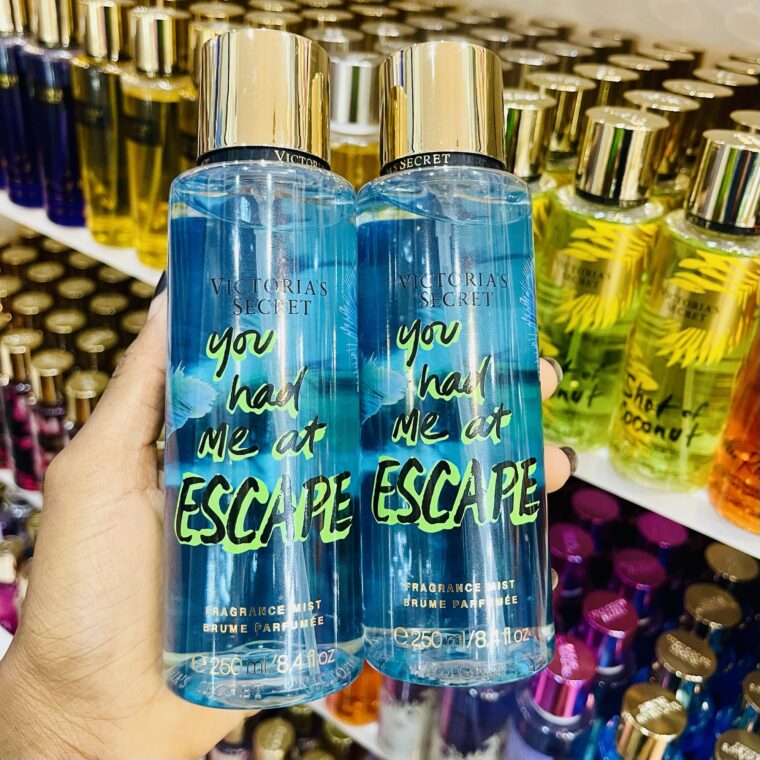 VICTORIA
VICTORIA'S
SECRET
you
had
me at
ESCAPE
FRAGRANCE MIST
BRUME PARFUMÉE
e 250 ml/8.4 fl oz
SECRET
VICTORIA'S
SECRET
you
had
me at
ESCAPE
FRAGRANCE MIST
BRUME PARFUMÉE
e 250 ml/8.4 fl oz
Shot of
Coconut